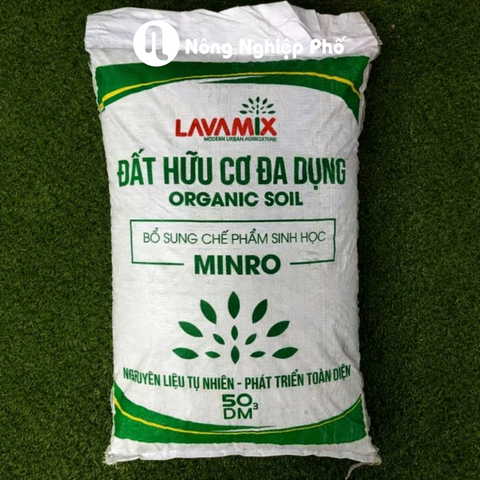 Nông Nghiệp Phố
LAVAMIX
MODERN URBAN AGRICULTURE
ĐẤT HỮU CƠ ĐA DỤNG
ORGANIC SOIL
BỔ SUNG CHẾ PHẨM SINH HỌC
MINRO
NGUYÊN LIỆU TỰ NHIÊN - PHÁT TRIỂN TOÀN DIỆN
50
DM3